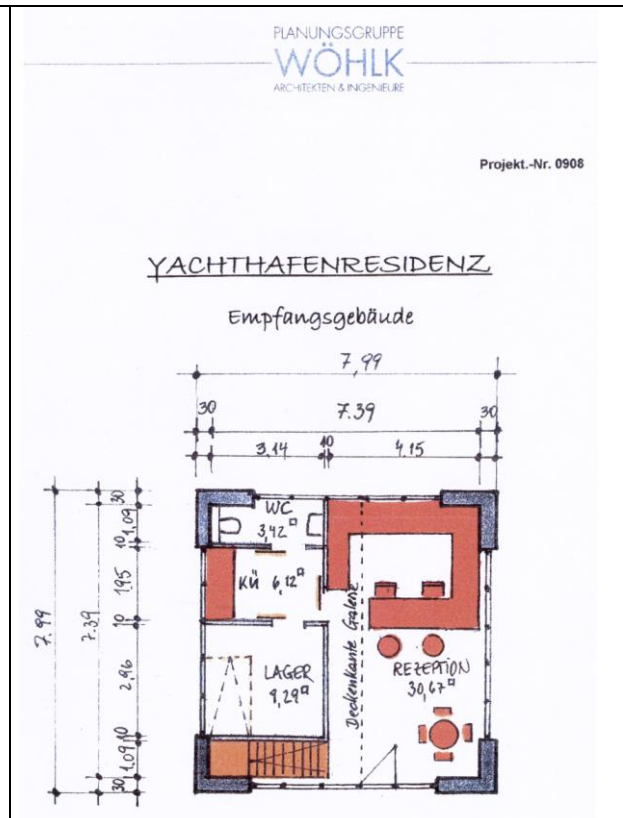 PLANUNGSGRUPPE
WÖHLK
ARCHITEKTEN & INGENIEURE
Projekt.-Nr. 0908
YACHTHAFENRESIDENZ
Empfangsgebäude
7,99
30 7.39 30
3.14 10 4.15
30
1.09
10
195
10
2,96
10
1.09
30
7.39
7.99
WC
3,42¤
KÜ 6,12¤
LAGER
9,29¤
Deckenkante Galerie
REZEPTION
30,67¤